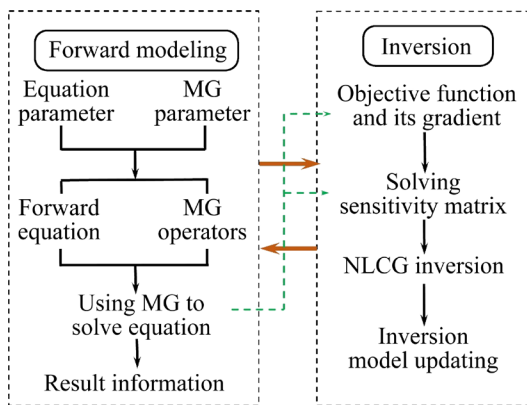 Forward modeling
Equation
parameter
MG
parameter
Forward
equation
MG
operators
Using MG to
solve equation
Result information
Inversion
Objective function
and its gradient
Solving
sensitivity matrix
NLCG inversion
Inversion
model updating